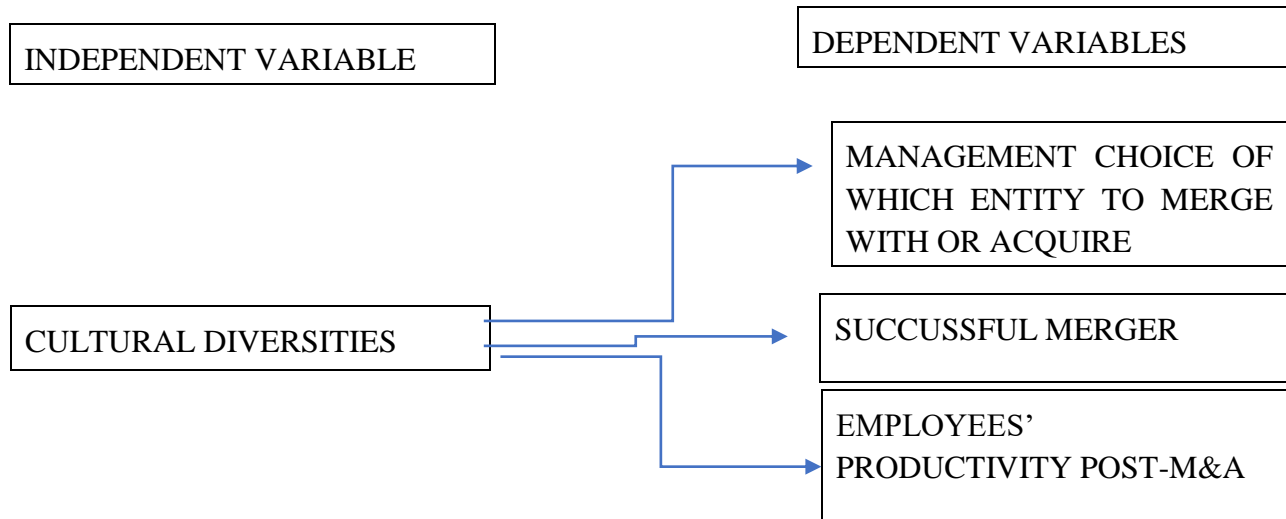 INDEPENDENT VARIABLE
DEPENDENT VARIABLES
MANAGEMENT CHOICE OF
WHICH ENTITY TO MERGE
WITH OR ACQUIRE
CULTURAL DIVERSITIES
SUCCUSSFUL MERGER
EMPLOYEES’
PRODUCTIVITY POST-M&A